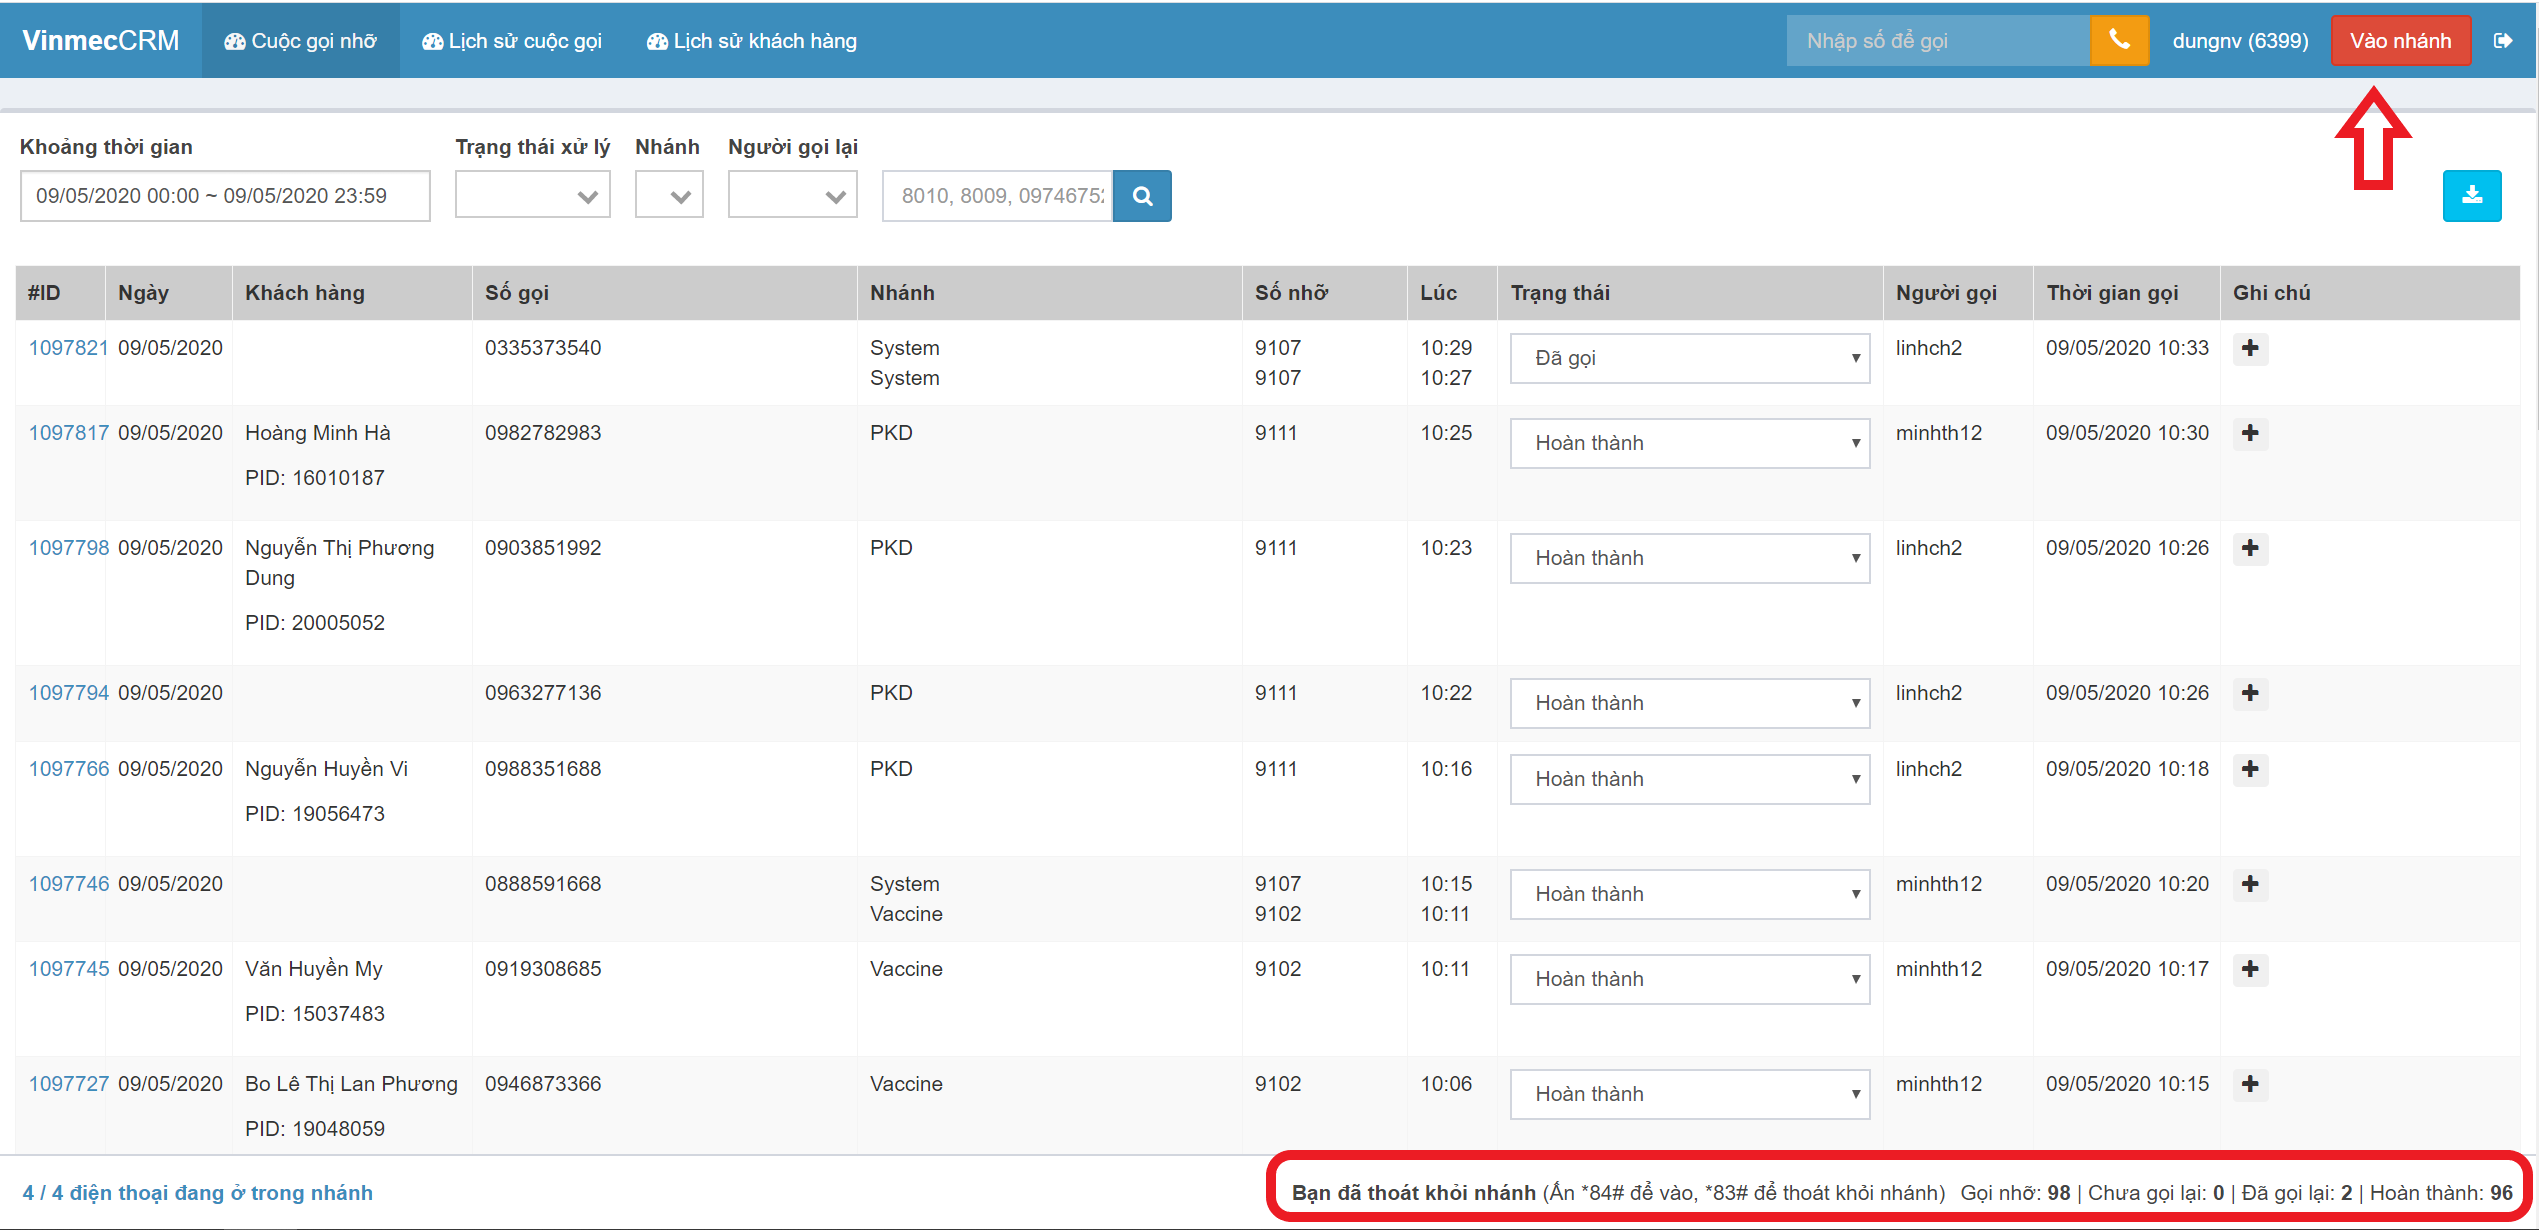 VinmecCRM Cuộc gọi nhỡ Lịch sử cuộc gọi Lịch sử khách hàng Nhập số để gọi dungnv (6399) Vào nhánh
Khoảng thời gian Trạng thái xử lý Nhánh Người gọi lại
09/05/2020 00:00 ~ 09/05/2020 23:59 8010, 8009, 09746752
#ID Ngày Khách hàng Số gọi Nhánh Số nhỡ Lúc Trạng thái Người gọi Thời gian gọi Ghi chú
1097821 09/05/2020 0335373540 System 9107 10:29 Đã gọi linhch2 09/05/2020 10:33
System 9107 10:27
1097817 09/05/2020 Hoàng Minh Hà 0982782983 PKD 9111 10:25 Hoàn thành minhth12 09/05/2020 10:30
PID: 16010187
1097798 09/05/2020 Nguyễn Thị Phương 0903851992 PKD 9111 10:23 Hoàn thành linhch2 09/05/2020 10:26
Dung
PID: 20005052
1097794 09/05/2020 0963277136 PKD 9111 10:22 Hoàn thành linhch2 09/05/2020 10:26
1097766 09/05/2020 Nguyễn Huyền Vi 0988351688 PKD 9111 10:16 Hoàn thành linhch2 09/05/2020 10:18
PID: 19056473
1097746 09/05/2020 0888591668 System 9107 10:15 Hoàn thành minhth12 09/05/2020 10:20
Vaccine 9102 10:11
1097745 09/05/2020 Văn Huyền My 0919308685 Vaccine 9102 10:11 Hoàn thành minhth12 09/05/2020 10:17
PID: 15037483
1097727 09/05/2020 Bo Lê Thị Lan Phương 0946873366 Vaccine 9102 10:06 Hoàn thành minhth12 09/05/2020 10:15
PID: 19048059
4 / 4 điện thoại đang ở trong nhánh Bạn đã thoát khỏi nhánh (Ấn *84# để vào, *83# để thoát khỏi nhánh) Gọi nhỡ: 98 | Chưa gọi lại: 0 | Đã gọi lại: 2 | Hoàn thành: 96